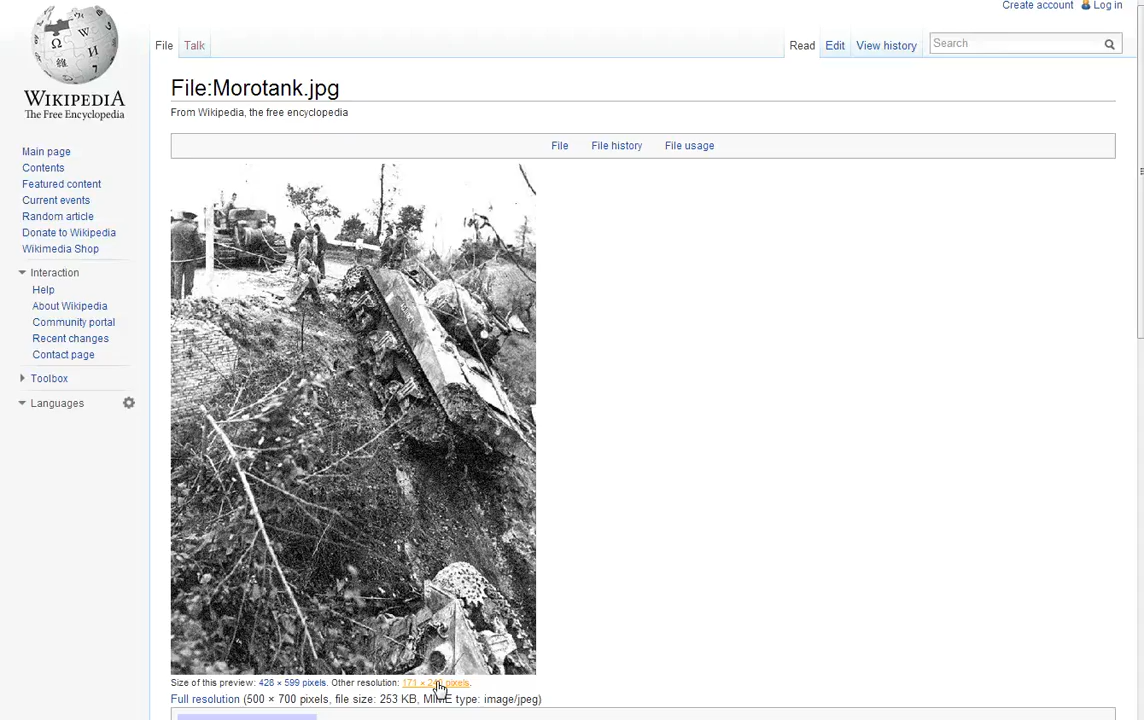 Create account Log in
File Talk Read Edit View history Search
WIKIPEDIA
The Free Encyclopedia
File:Morotank.jpg
From Wikipedia, the free encyclopedia
File File history File usage
Main page
Contents
Featured content
Current events
Random article
Donate to Wikipedia
Wikimedia Shop
Interaction
Help
About Wikipedia
Community portal
Recent changes
Contact page
Toolbox
Languages
Size of this preview: 428 × 599 pixels. Other resolution: 171 × pixels.
Full resolution (500 × 700 pixels, file size: 253 KB, MIME type: image/jpeg)